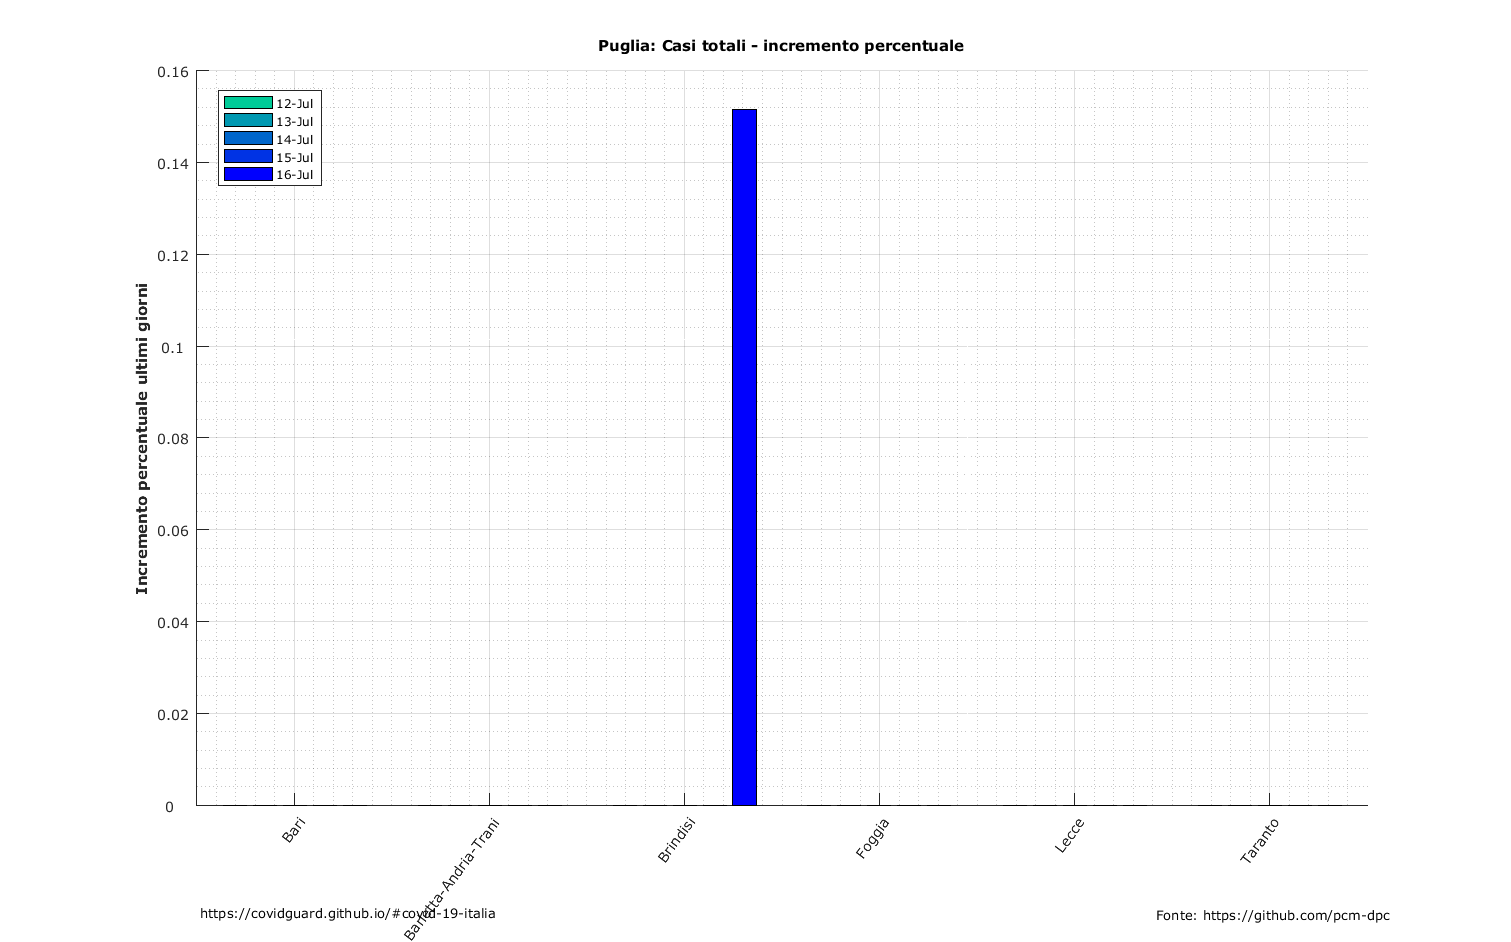 Puglia: Casi totali - incremento percentuale
0.16
0.14
0.12
0.1
0.08
0.06
0.04
0.02
0
Incremento percentuale ultimi giorni
12-Jul
13-Jul
14-Jul
15-Jul
16-Jul
Bari
Barletta-Andria-Trani
Brindisi
Foggia
Lecce
Taranto
https://covidguard.github.io/#covid-19-italia
Fonte: https://github.com/pcm-dpc